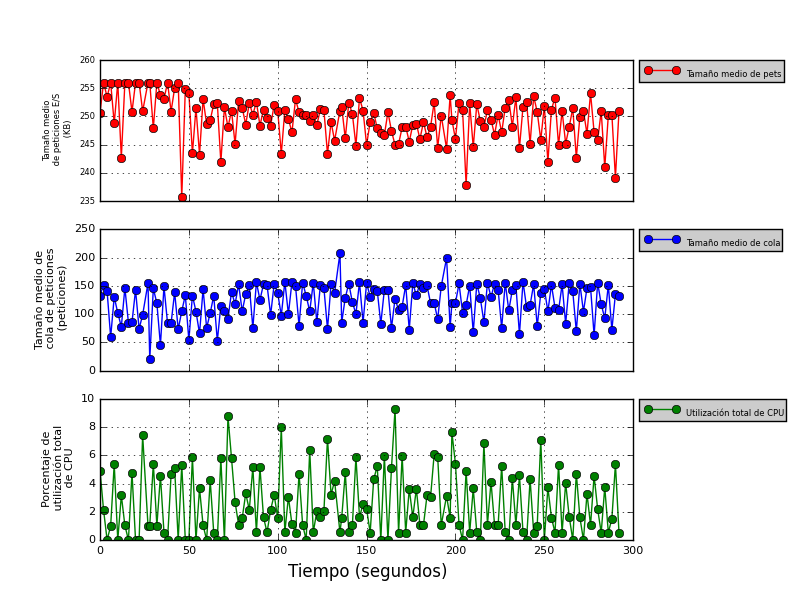 260
255
250
245
240
235
Tamaño medio
de peticiones E/S
(KB)
Tamaño medio de pets
250
200
150
100
50
0
Tamaño medio de
cola de peticiones
(peticiones)
Tamaño medio de cola
10
8
6
4
2
0
Porcentaje de
utilización total
de CPU
Utilización total de CPU
0 50 100 150 200 250 300
Tiempo (segundos)